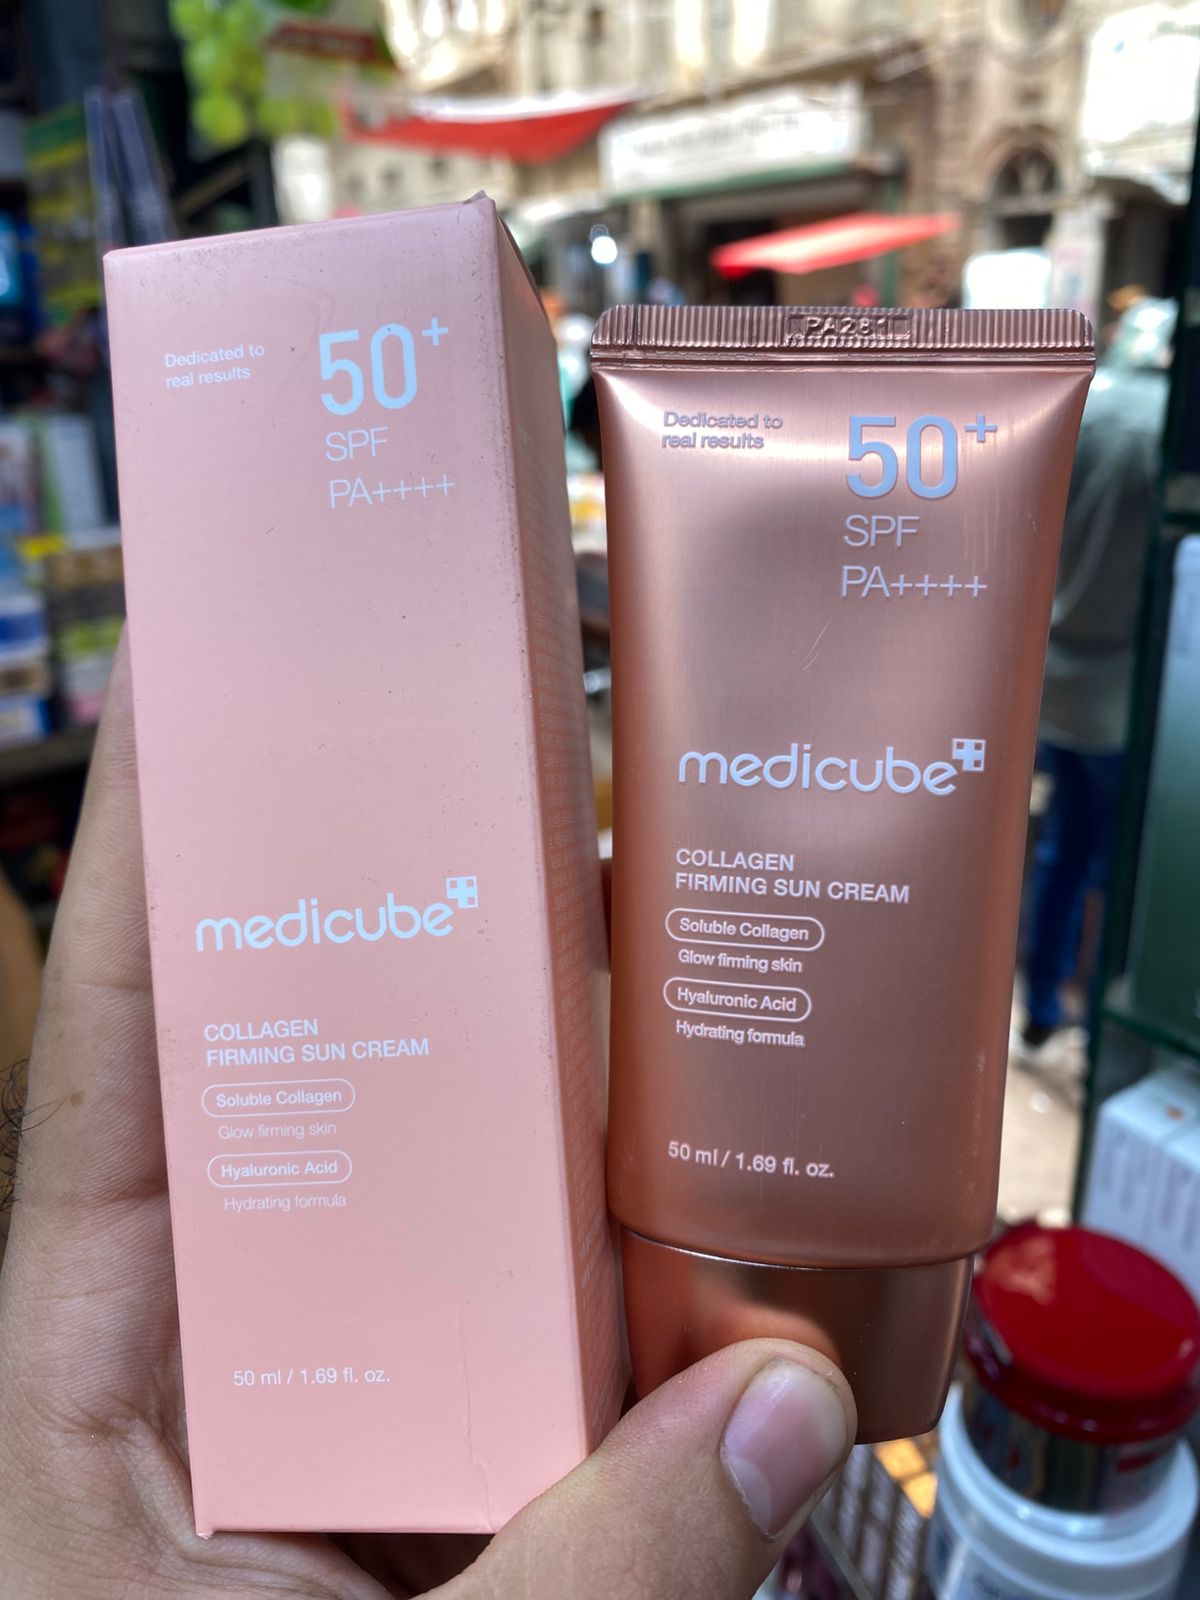 Dedicated to
real results
50+
SPF
PA++++
medicube
COLLAGEN
FIRMING SUN CREAM
Soluble Collagen
Glow firming skin
Hyaluronic Acid
Hydrating formula
50 ml / 1.69 fl. oz.
PA281
Dedicated to
real results
50+
SPF
PA++++
medicube
COLLAGEN
FIRMING SUN CREAM
Soluble Collagen
Glow firming skin
Hyaluronic Acid
Hydrating formula
50 ml / 1.69 fl. oz.